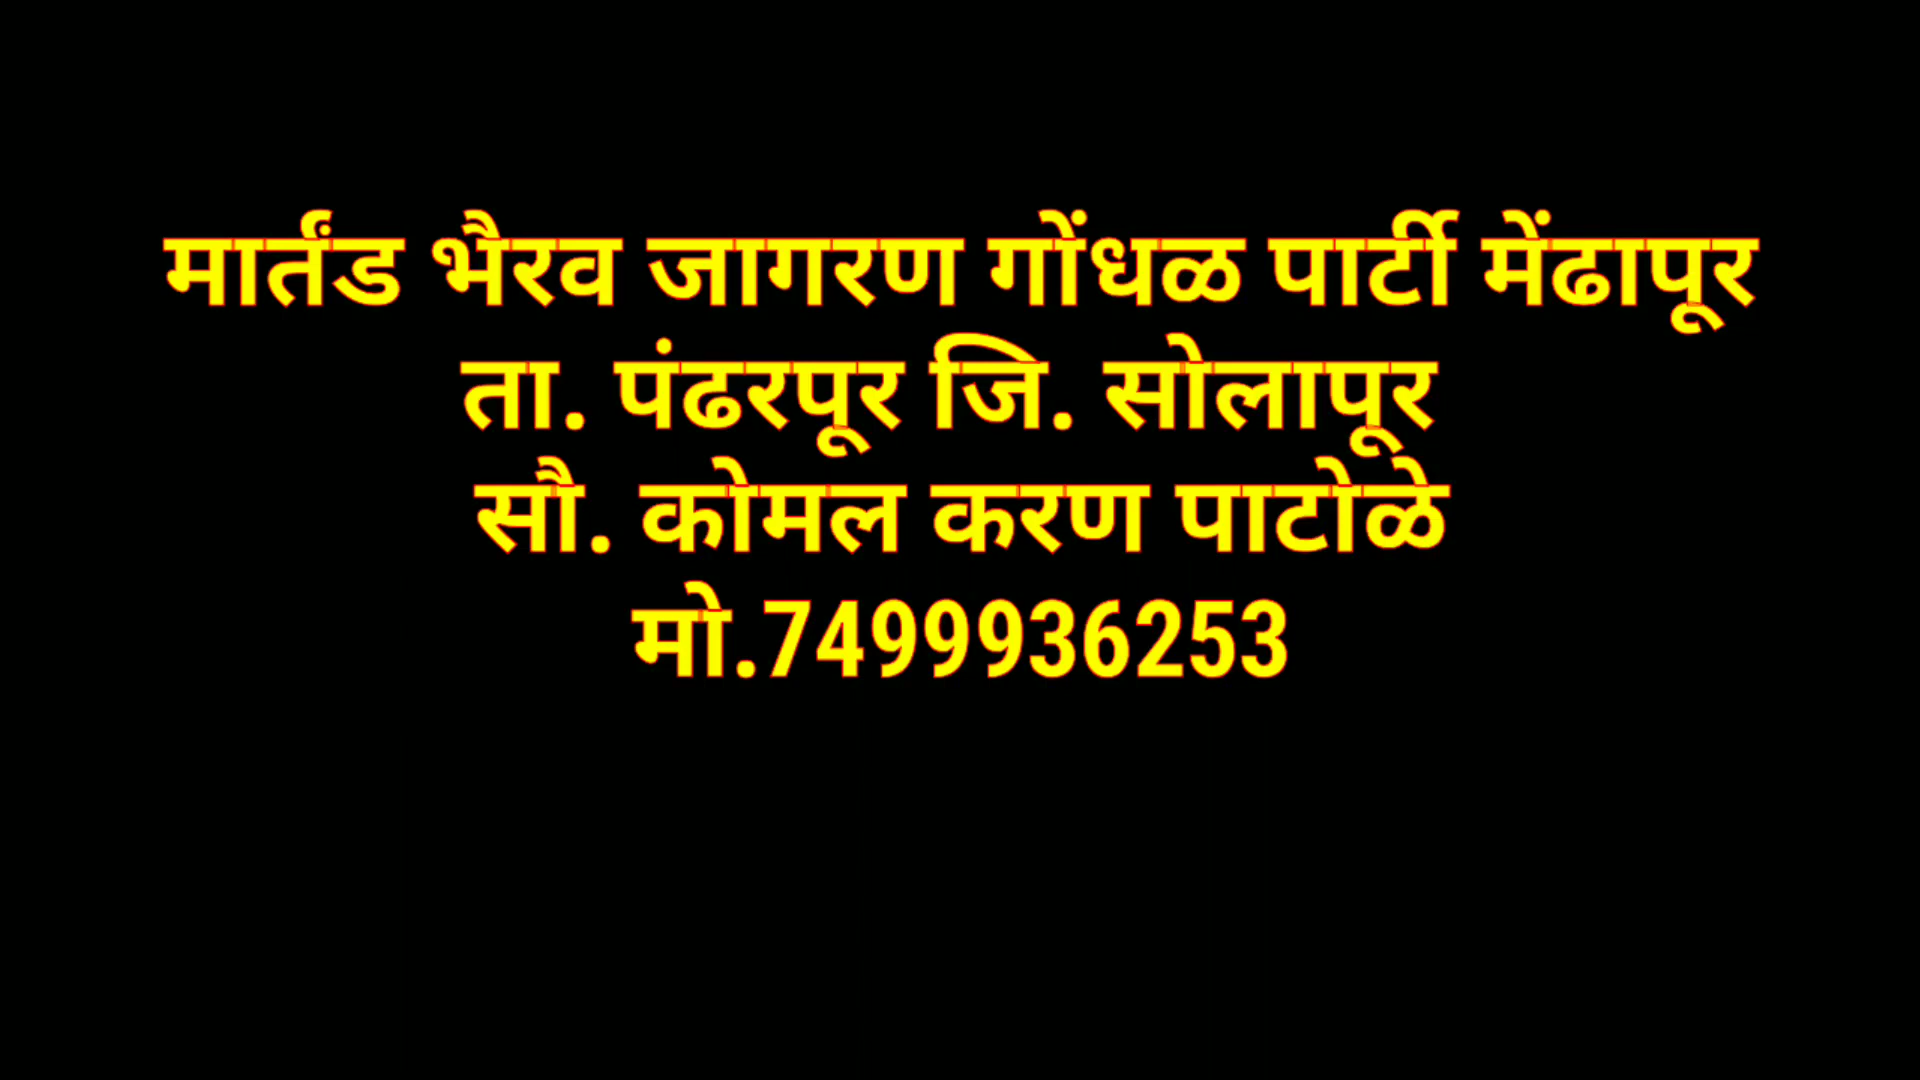 मार्तंड भैरव जागरण गोंधळ पार्टी मेंढापूर
ता. पंढरपूर जि. सोलापूर
सौ. कोमल करण पाटोळे
मो.7499936253